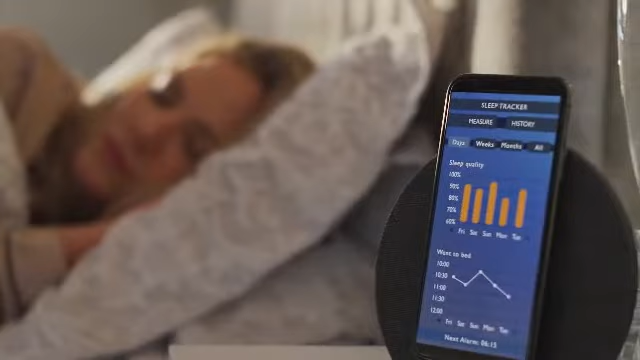 SLEEP TRACKER
MEASURE HISTORY
Days Weeks Months All
Sleep quality
100%
90%
80%
70%
60%
Fri Sat Sun Mon Tue
Went to bed
10:00
10:30
11:00
11:30
12:00
Fri Sat Sun Mon Tue
Next Alarm: 06:15